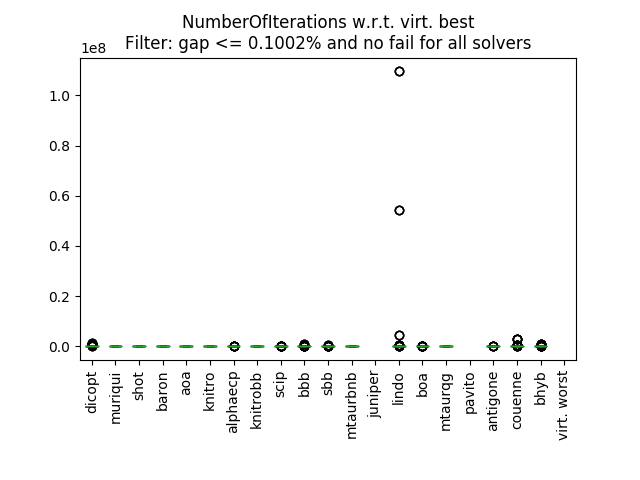 NumberOfIterations w.r.t. virt. best
Filter: gap <= 0.1002% and no fail for all solvers
1e8
1.0
0.8
0.6
0.4
0.2
0.0
dicopt
muriqui
shot
baron
aoa
knitro
alphaecp
knitrobb
scip
bbb
sbb
mtaurbnb
juniper
lindo
boa
mtaurqg
pavito
antigone
couenne
bhyb
virt. worst